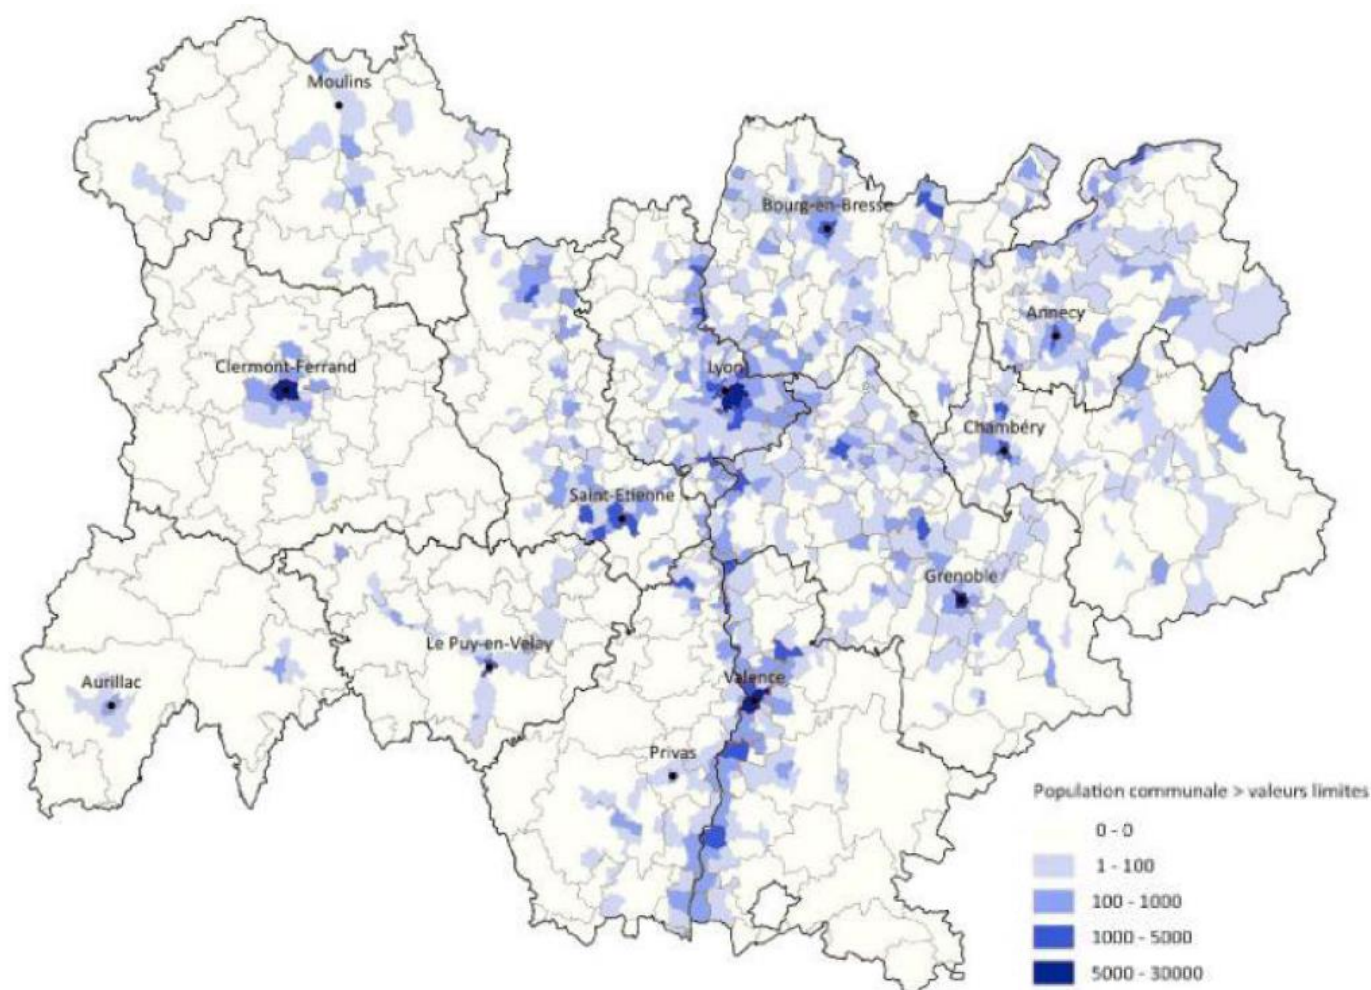 Moulins
Bourg-en-Bresse
Annecy
Clermont-Ferrand
Lyon
Chambéry
Saint-Etienne
Grenoble
Le Puy-en-Velay
Aurillac
Valence
Privas
Population communale > valeurs limites
0 - 0
1 - 100
100 - 1000
1000 - 5000
5000 - 30000